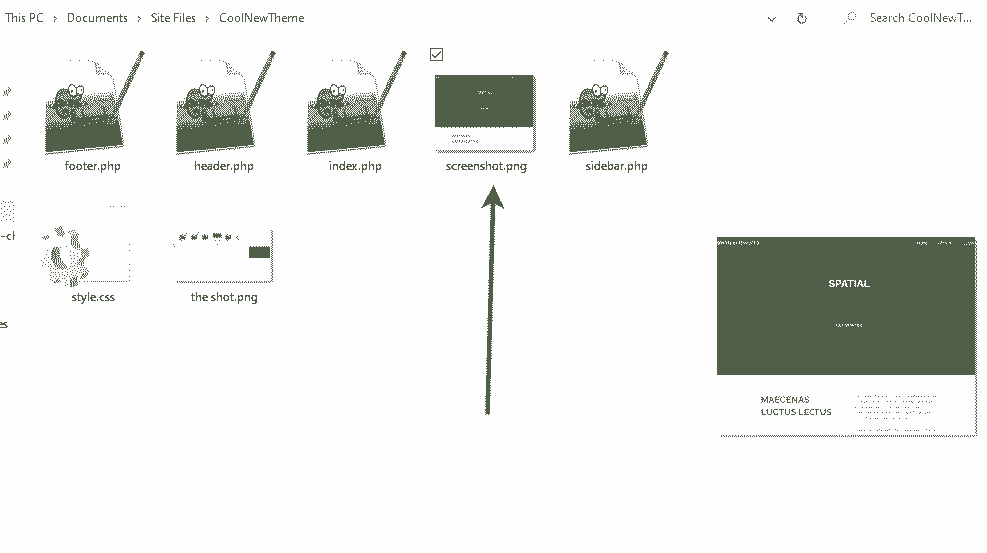 This PC > Documents > Site Files > CoolNewTheme
Search CoolNewT...
footer.php
header.php
index.php
screenshot.png
sidebar.php
style.css
the shot.png
SPATIAL
MAECENAS
LUCTUS LECTUS